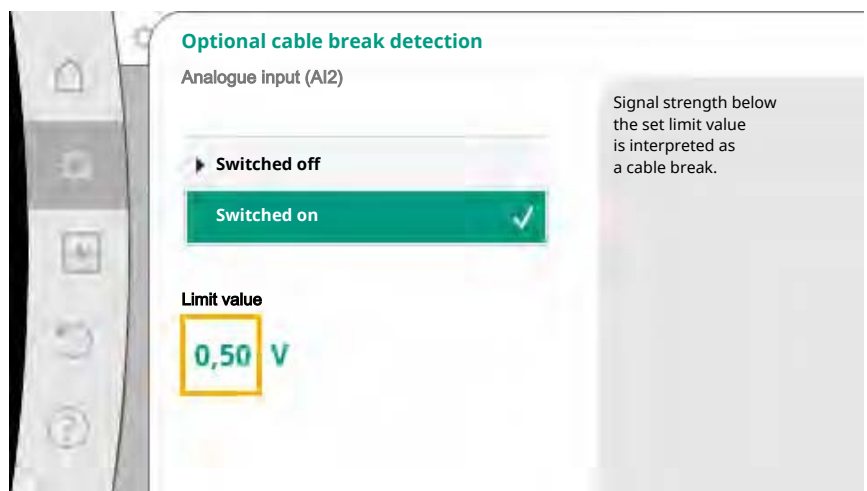 Optional cable break detection
Analogue input (AI2)
Signal strength below
the set limit value
is interpreted as
a cable break.
Switched off
Switched on
Limit value
0,50 V
?